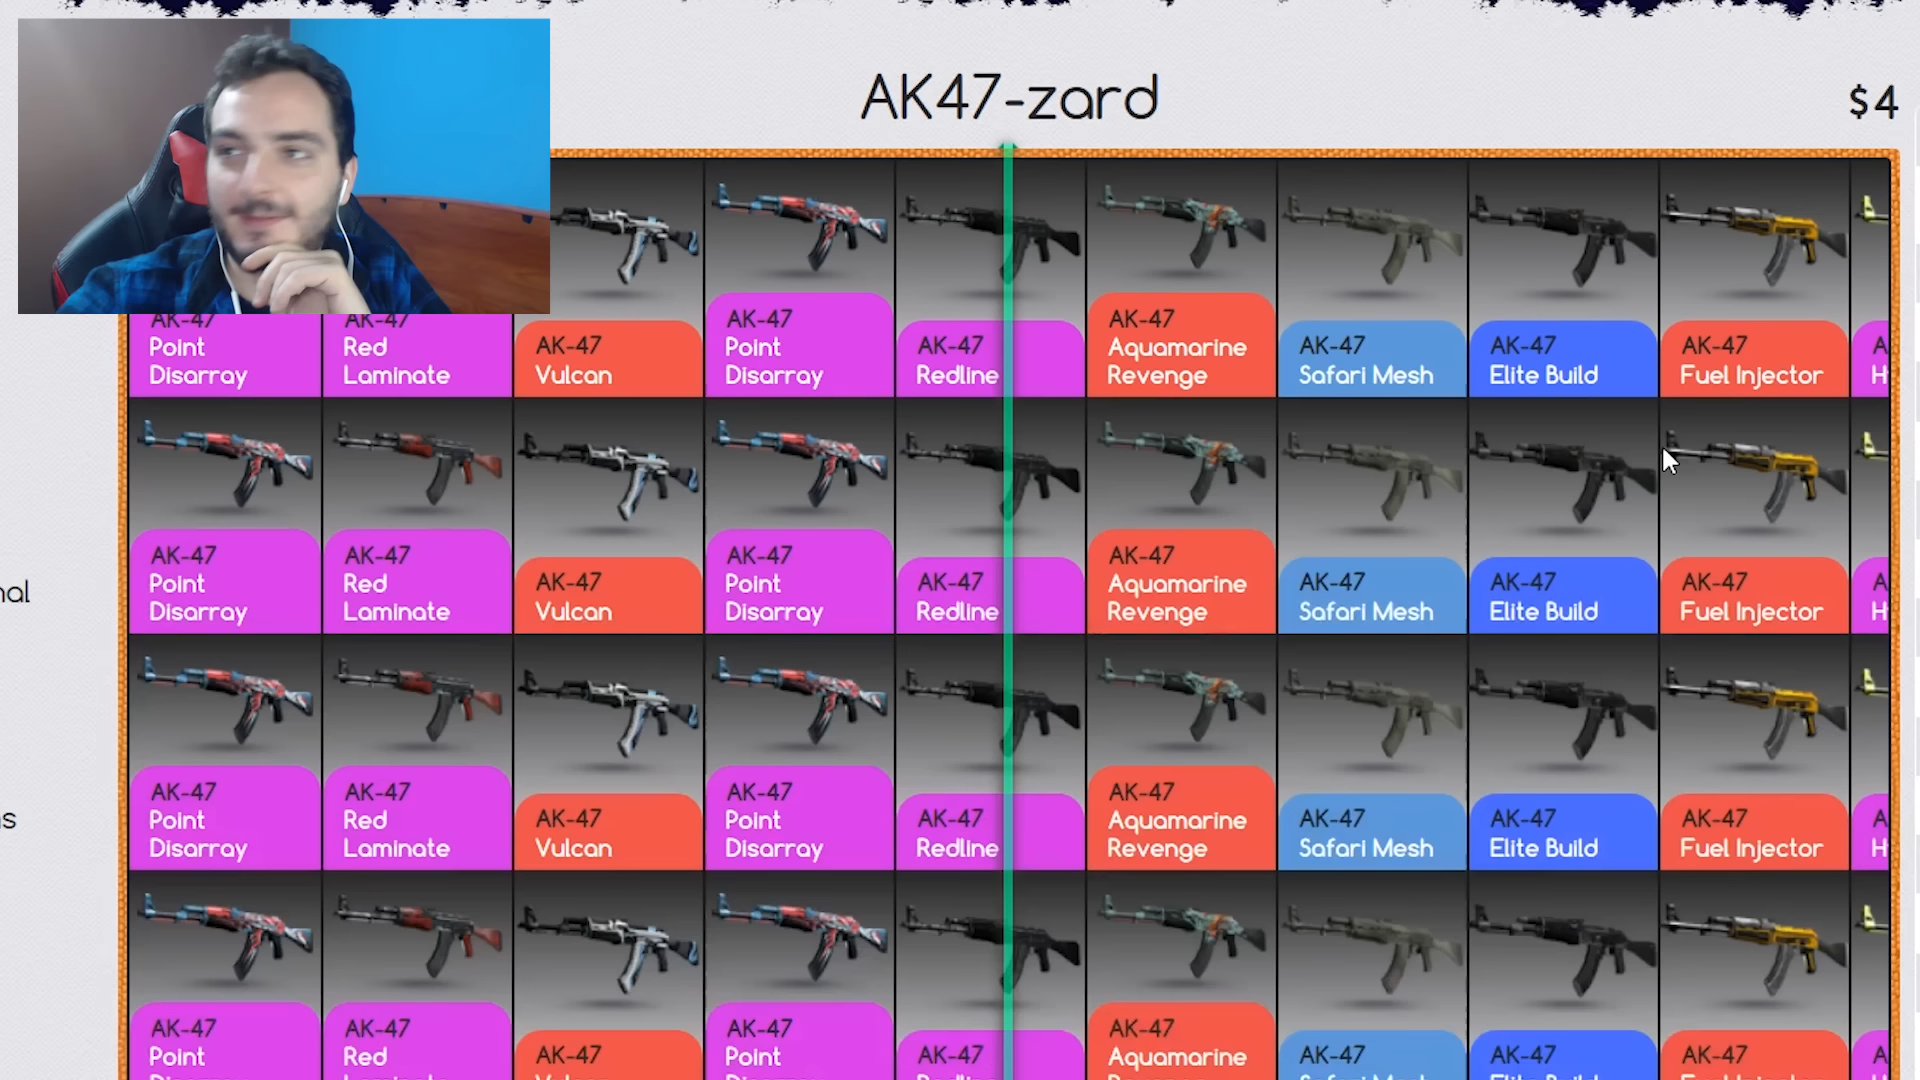 AK47-zard
$4
AK-47
Point
Disarray
AK-47
Red
Laminate
AK-47
Vulcan
AK-47
Point
Disarray
AK-47
Redline
AK-47
Aquamarine
Revenge
AK-47
Safari Mesh
AK-47
Elite Build
AK-47
Fuel Injector
AK-47
Point
Disarray
AK-47
Red
Laminate
AK-47
Vulcan
AK-47
Point
Disarray
AK-47
Redline
AK-47
Aquamarine
Revenge
AK-47
Safari Mesh
AK-47
Elite Build
AK-47
Fuel Injector
AK-47
Point
Disarray
AK-47
Red
Laminate
AK-47
Vulcan
AK-47
Point
Disarray
AK-47
Redline
AK-47
Aquamarine
Revenge
AK-47
Safari Mesh
AK-47
Elite Build
AK-47
Fuel Injector
AK-47
Point
AK-47
Red
AK-47
AK-47
Point
AK-47
AK-47
Aquamarine
AK-47
AK-47
AK-47